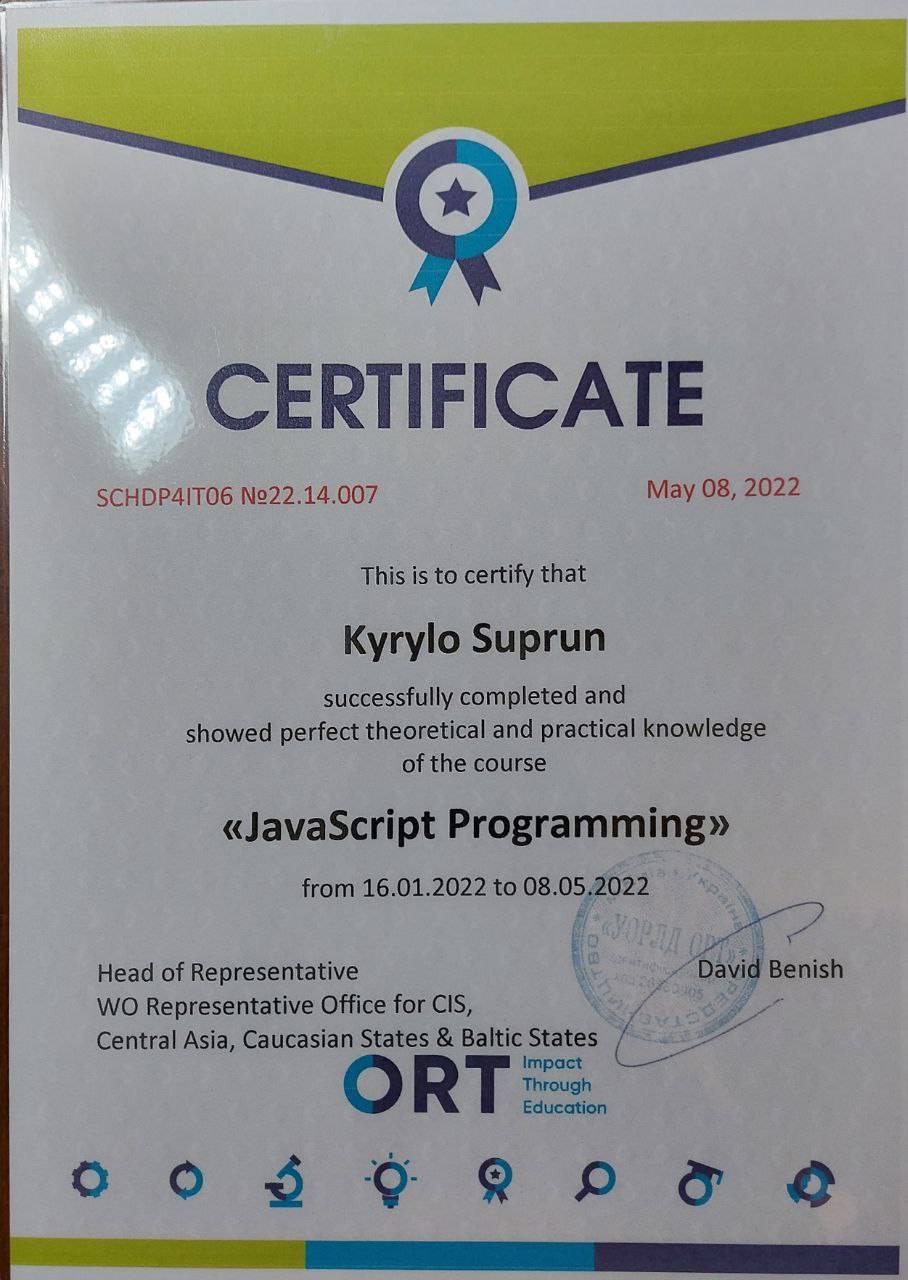 CERTIFICATE
SCHDP4IT06 №22.14.007
May 08, 2022
This is to certify that
Kyrylo Suprun
successfully completed and
showed perfect theoretical and practical knowledge
of the course
«JavaScript Programming»
from 16.01.2022 to 08.05.2022
Україна
«УОРЛД ОРТ»
Head of Representative
David Benish
WO Representative Office for CIS,
Central Asia, Caucasian States & Baltic States
ORT
Impact
Through
Education